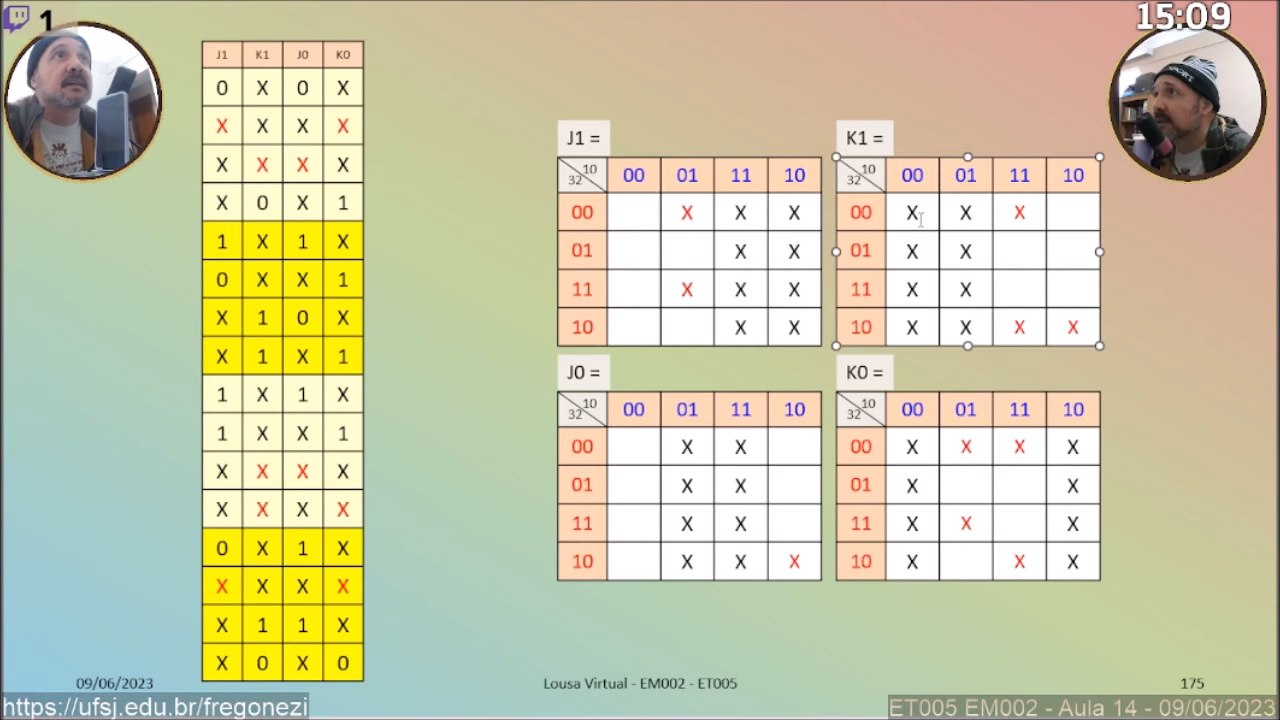 1
15:09
J1 K1 J0 K0
0 X 0 X
X X X X
X X X X
X 0 X 1
1 X 1 X
0 X X 1
X 1 0 X
X 1 X 1
1 X 1 X
1 X X 1
X X X X
X X X X
0 X 1 X
X X X X
X 1 1 X
X 0 X 0
J1 =
10
32
00 01 11 10
00 X X X
01 X X
11 X X X
10 X X
K1 =
10
32
00 01 11 10
00 X X X
01 X X
11 X X
10 X X X X
J0 =
10
32
00 01 11 10
00 X X
01 X X
11 X X
10 X X X
K0 =
10
32
00 01 11 10
00 X X X X
01 X X
11 X X X
10 X X X
09/06/2023
Lousa Virtual - EM002 - ET005
175
https://ufsj.edu.br/fregonezi
ET005 EM002 - Aula 14 - 09/06/2023